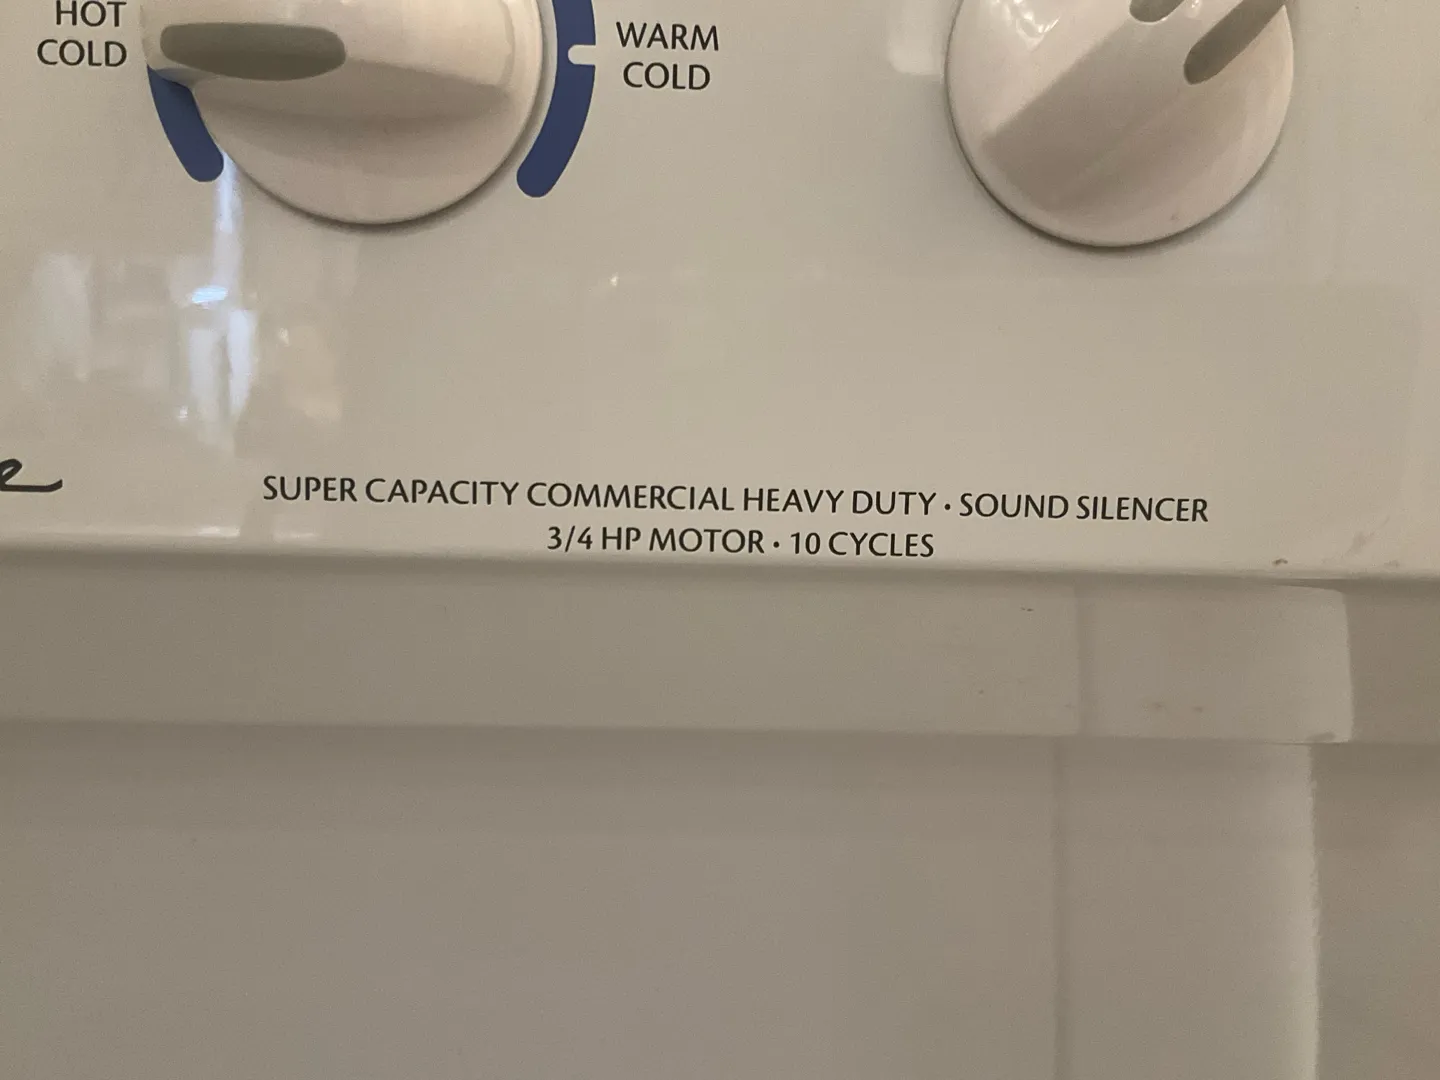 HOT
COLD
WARM
COLD
SUPER CAPACITY COMMERCIAL HEAVY DUTY · SOUND SILENCER
3/4 HP MOTOR · 10 CYCLES